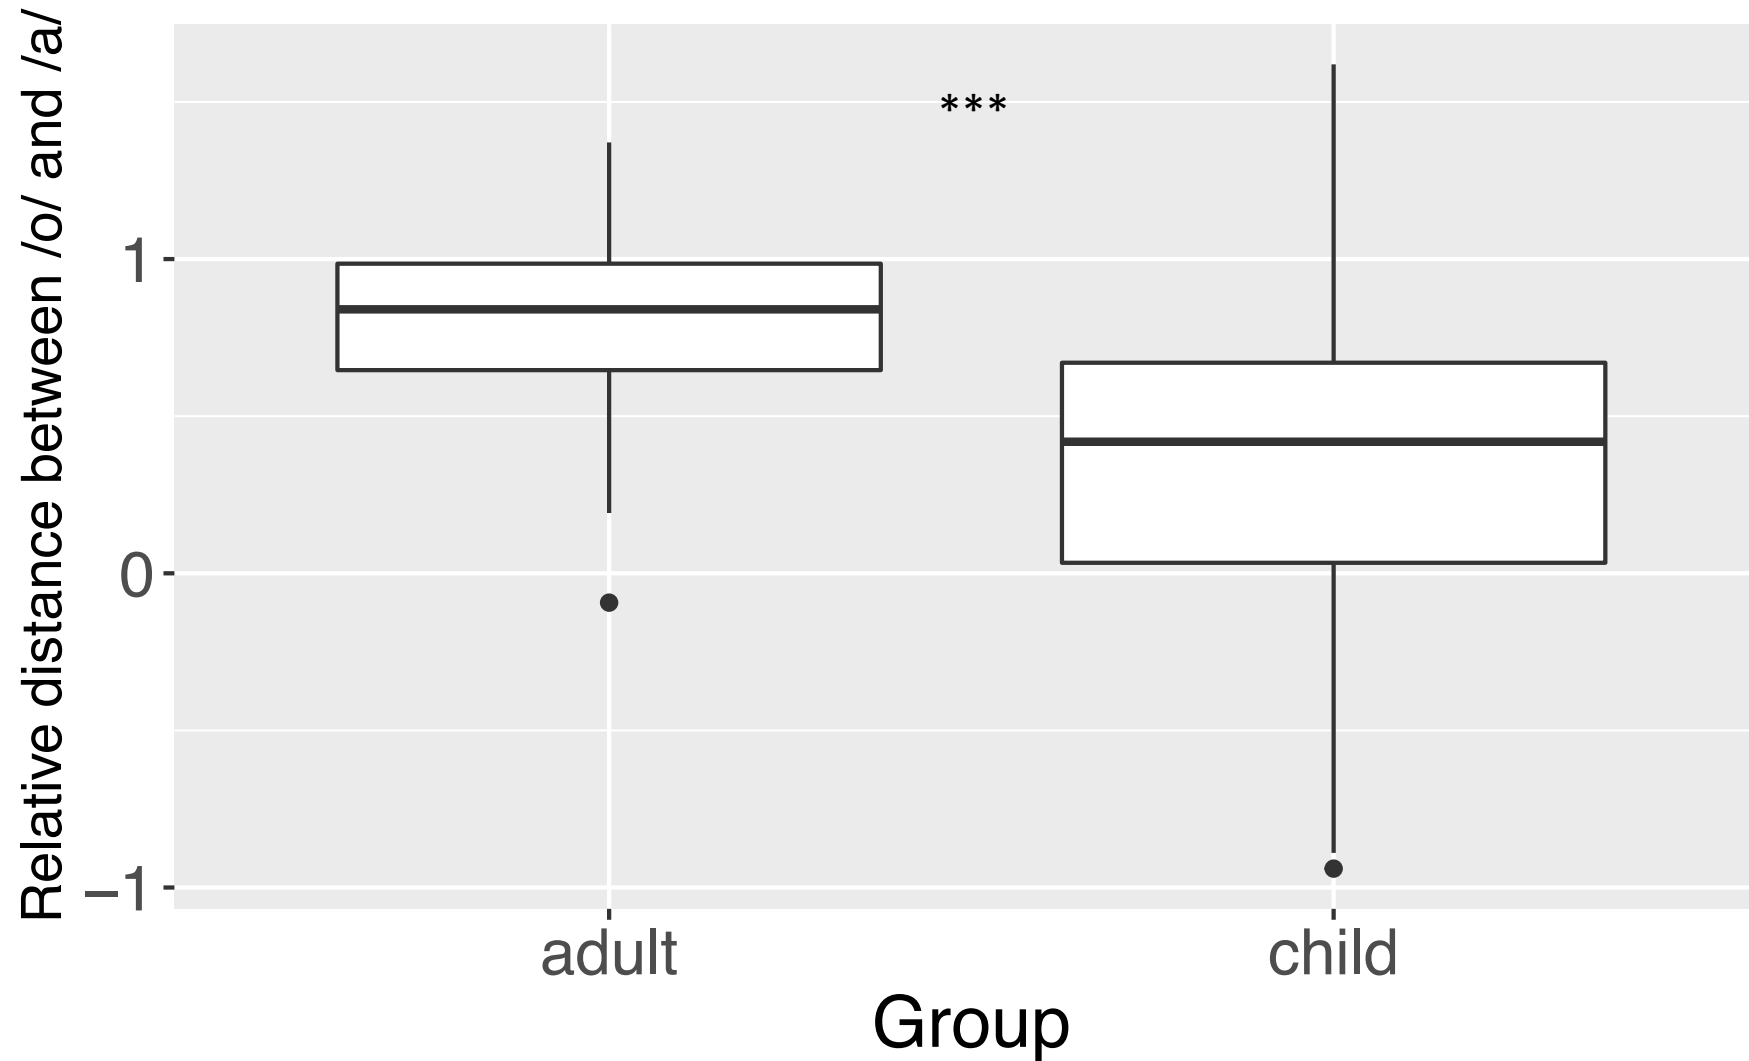 Relative distance between /o/ and /a/
***
1
0
−1
adult child
Group